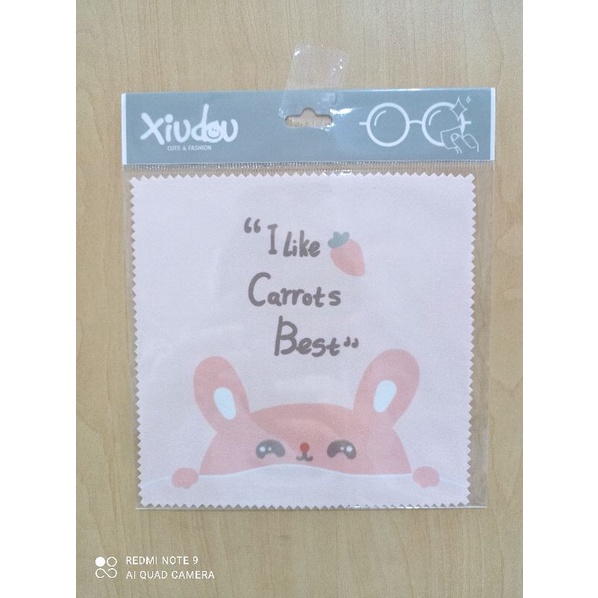 Xiudou
CUTE & FASHION
“I Like
Carrots
Best”
REDMI NOTE 9
AI QUAD CAMERA